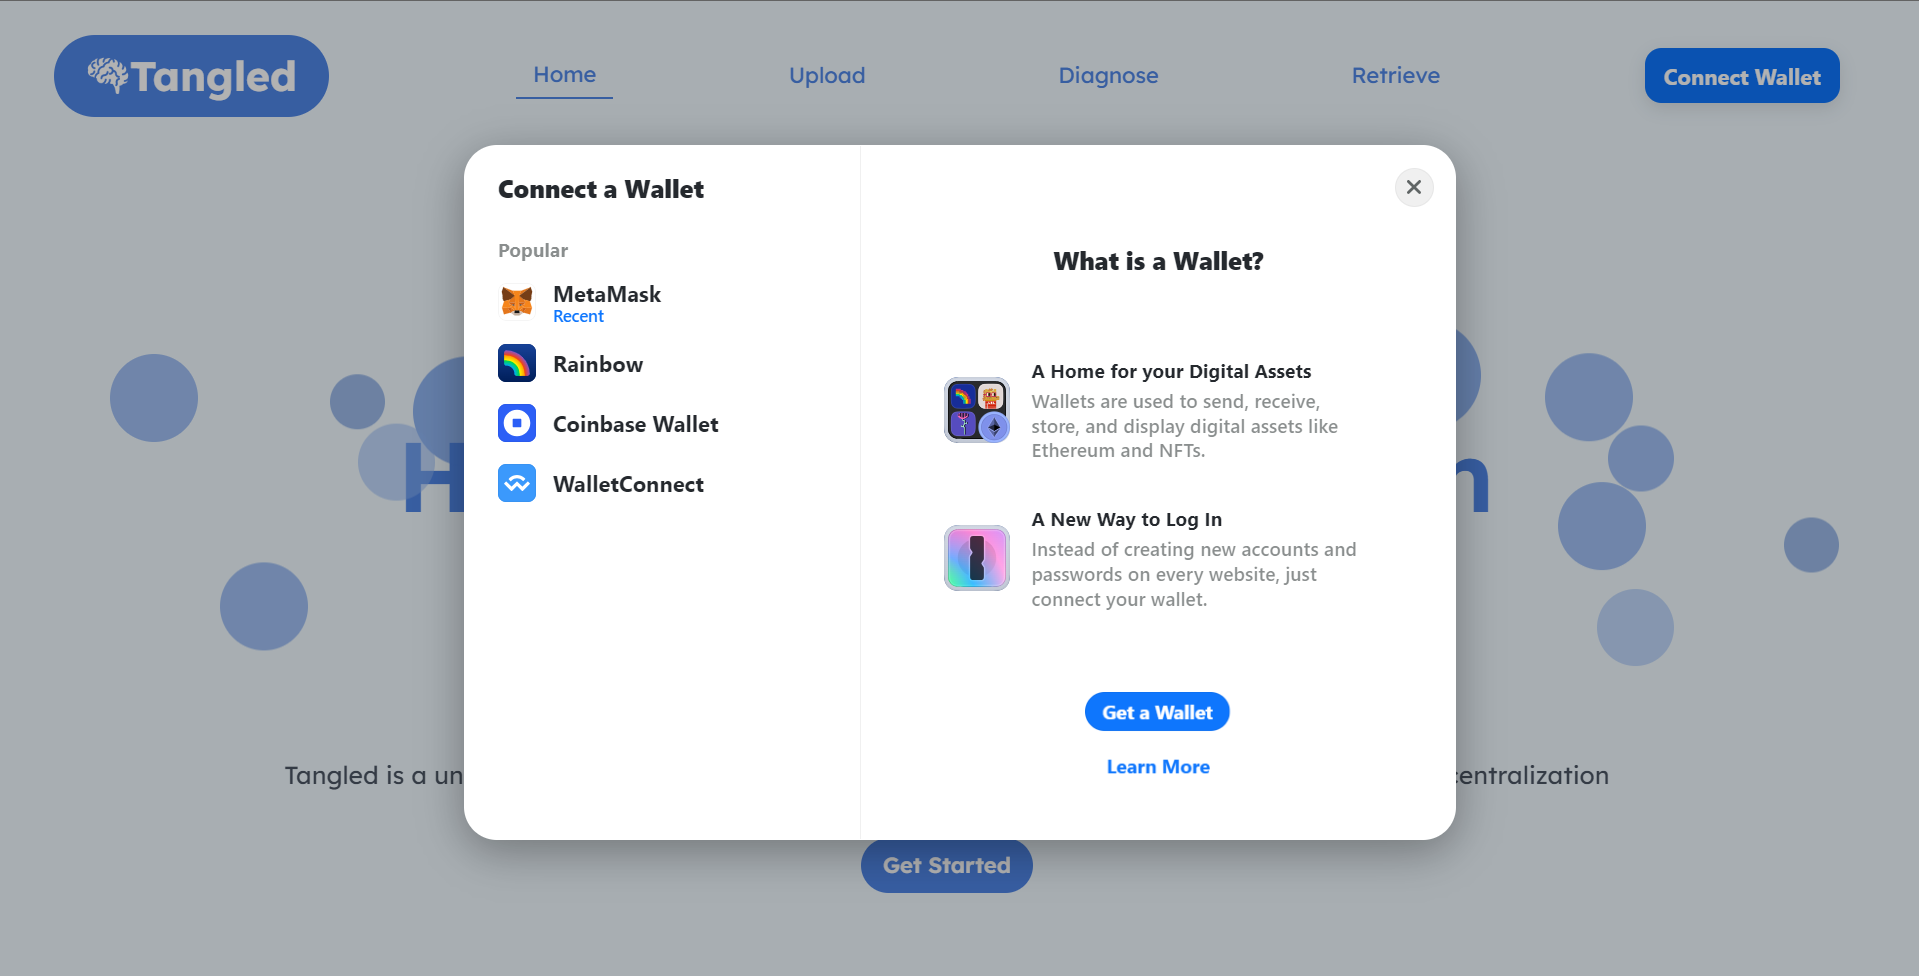 Tangled
Home
Upload
Diagnose
Retrieve
Connect Wallet
Connect a Wallet
Popular
MetaMask
Recent
Rainbow
Coinbase Wallet
WalletConnect
What is a Wallet?
A Home for your Digital Assets
Wallets are used to send, receive,
store, and display digital assets like
Ethereum and NFTs.
A New Way to Log In
Instead of creating new accounts and
passwords on every website, just
connect your wallet.
Get a Wallet
Learn More
Tangled is a
Get Started